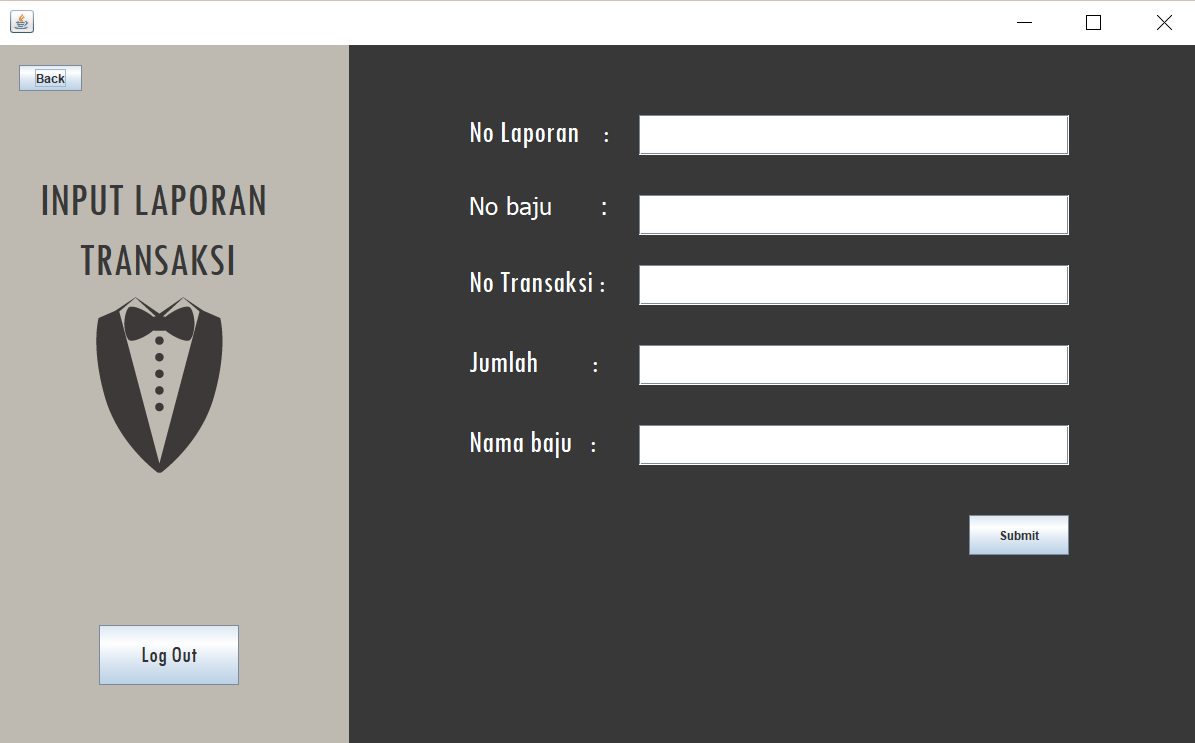 Back
INPUT LAPORAN
TRANSAKSI
Log Out
No Laporan :
No baju :
No Transaksi :
Jumlah :
Nama baju :
Submit